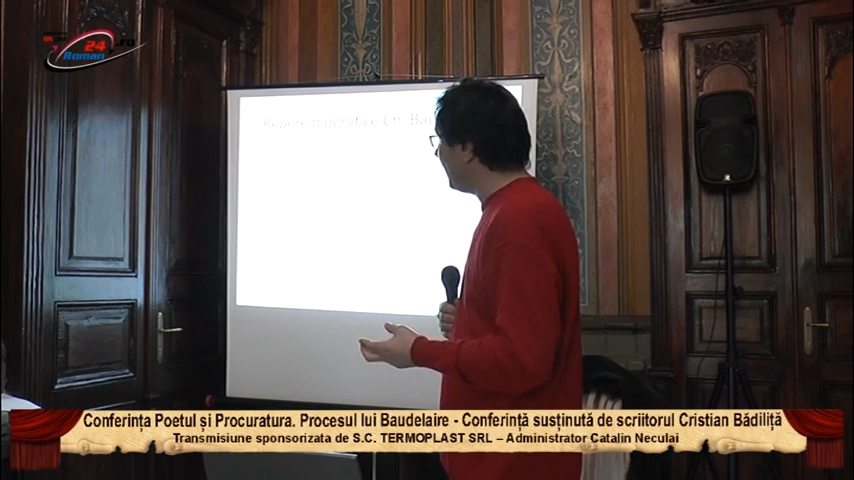 24
Roman
.ro
Conferința Poetul și Procuratura. Procesul lui Baudelaire - Conferință susținută de scriitorul Cristian Bădiliță
Transmisiune sponsorizata de S.C. TERMOPLAST SRL – Administrator Catalin Neculai